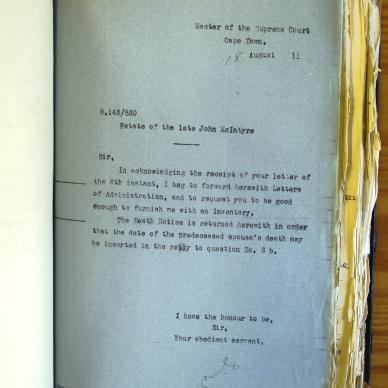 Master of the Supreme Court
Cape Town.
18 August 11
R.143/530
Estate of the late John McIntyre
Sir,
In acknowledging the receipt of your letter of
the 8th instant, I beg to forward herewith Letters
of Administration, and to request you to be good
enough to furnish me with an Inventory.
The Death Notice is returned herewith in order
that the date of the predeceased spouse's death may
be inserted in the reply to question No. 6 b.
I have the honour to be,
Sir,
Your obedient servant,